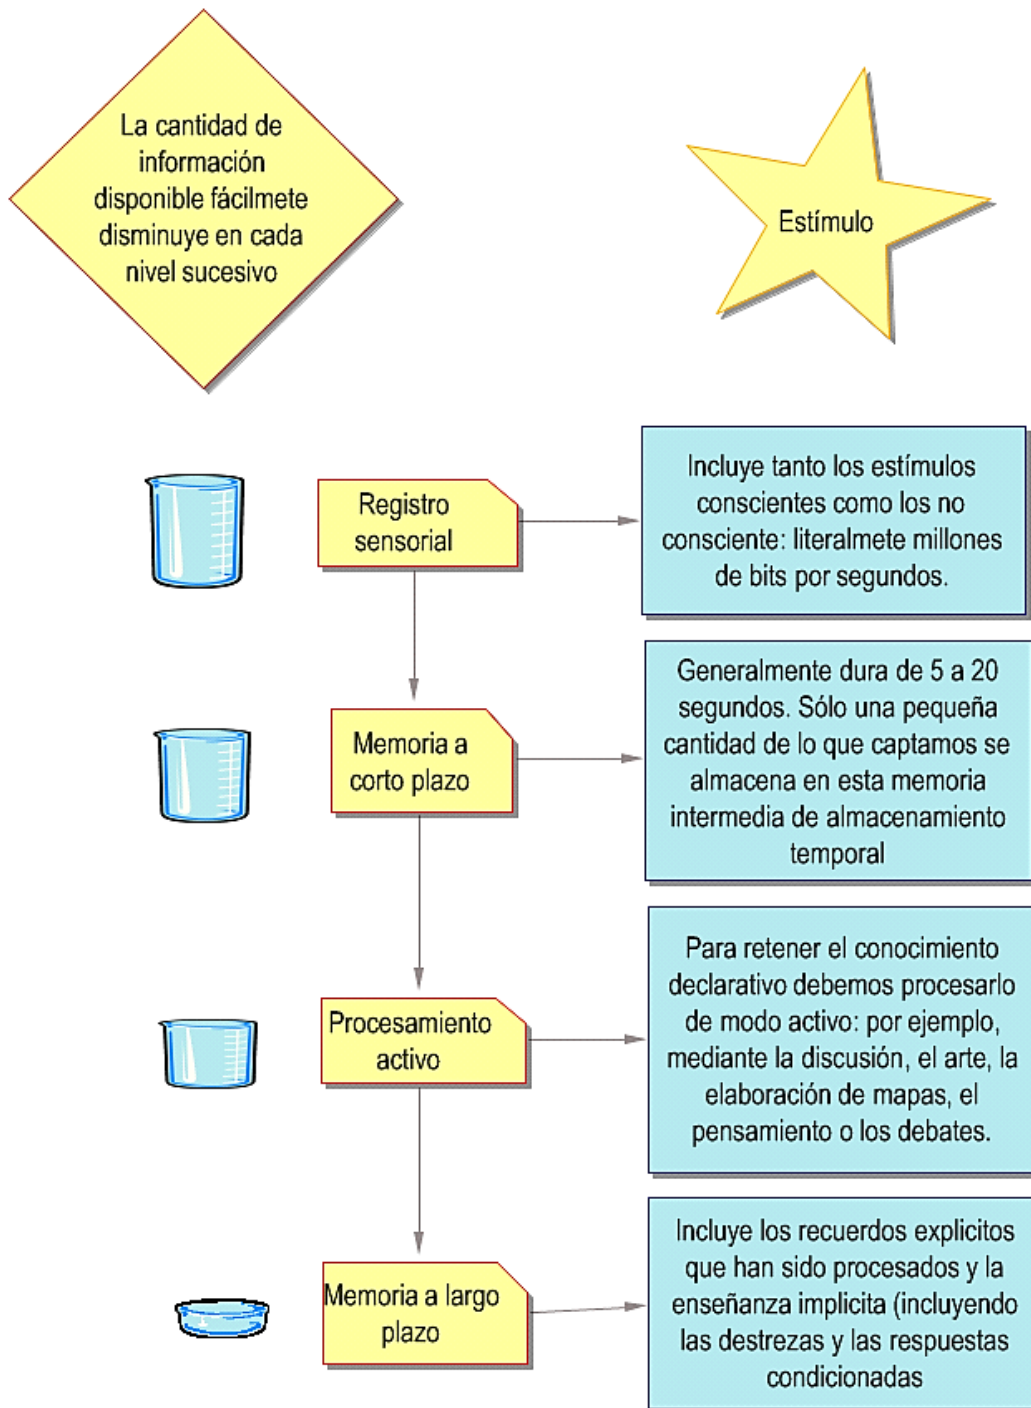 La cantidad de
información
disponible fácilmete
disminuye en cada
nivel sucesivo
Estímulo
Registro
sensorial
Incluye tanto los estímulos
conscientes como los no
consciente: literalmete millones
de bits por segundos.
Memoria a
corto plazo
Generalmente dura de 5 a 20
segundos. Sólo una pequeña
cantidad de lo que captamos se
almacena en esta memoria
intermedia de almacenamiento
temporal
Procesamiento
activo
Para retener el conocimiento
declarativo debemos procesarlo
de modo activo: por ejemplo,
mediante la discusión, el arte, la
elaboración de mapas, el
pensamiento o los debates.
Memoria a largo
plazo
Incluye los recuerdos explicitos
que han sido procesados y la
enseñanza implicita (incluyendo
las destrezas y las respuestas
condicionadas